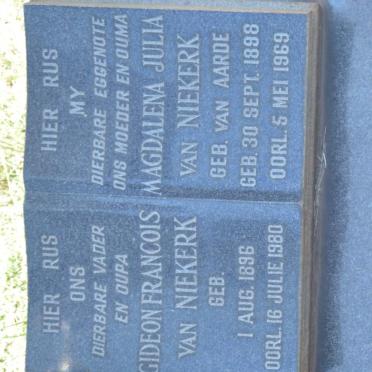 HIER RUS
ONS
DIERBARE VADER
EN OUPA
GIDEON FRANCOIS
VAN NIEKERK
GEB.
1 AUG. 1896
OORL. 16 JULIE 1980
HIER RUS
MY
DIERBARE EGGENOTE
ONS MOEDER EN OUMA
MAGDALENA JULIA
VAN NIEKERK
GEB. VAN AARDE
GEB. 30 SEPT. 1898
OORL. 5 MEI 1969